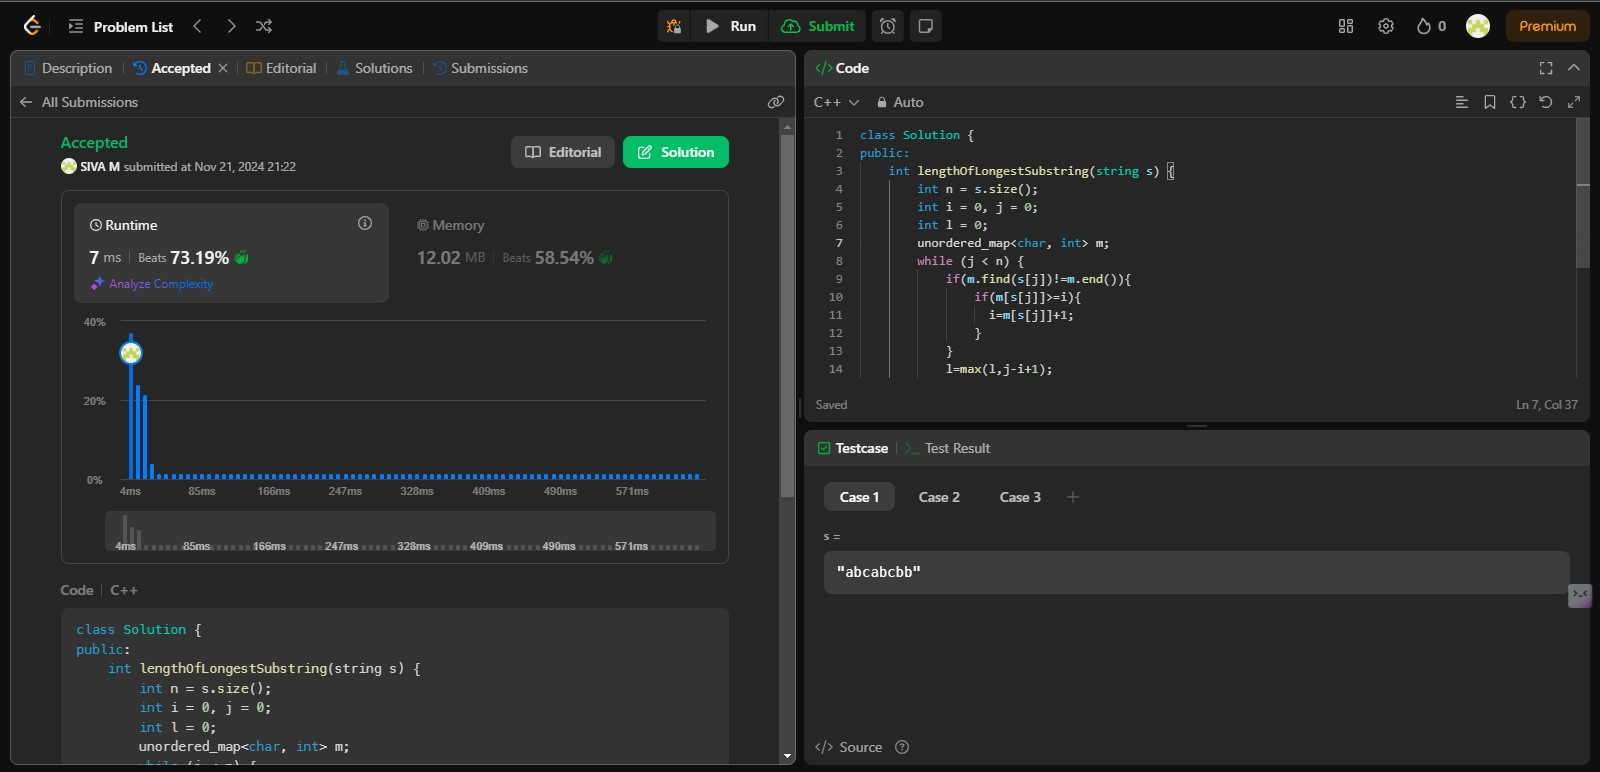 Problem List
Run
Submit
0
Premium
Description
Accepted
Editorial
Solutions
Submissions
All Submissions
Accepted
SIVA M submitted at Nov 21, 2024 21:22
Editorial
Solution
Runtime
7 ms
Beats 73.19%
Analyze Complexity
Memory
12.02 MB
Beats 58.54%
40%
20%
0%
4ms 85ms 166ms 247ms 328ms 409ms 490ms 571ms
4ms 85ms 166ms 247ms 328ms 409ms 490ms 571ms
Code C++
class Solution {
public:
int lengthOfLongestSubstring(string s) {
int n = s.size();
int i = 0, j = 0;
int l = 0;
unordered_map<char, int> m;
while (j < n) {
</> Code
C++
Auto
1 class Solution {
2 public:
3 int lengthOfLongestSubstring(string s) {
4 int n = s.size();
5 int i = 0, j = 0;
6 int l = 0;
7 unordered_map<char, int> m;
8 while (j < n) {
9 if(m.find(s[j])!=m.end()){
10 if(m[s[j]]>=i){
11 i=m[s[j]]+1;
12 }
13 }
14 l=max(l,j-i+1);
Saved
Ln 7, Col 37
Testcase
>_ Test Result
Case 1
Case 2
Case 3
+
s =
"abcabcbb"
</> Source